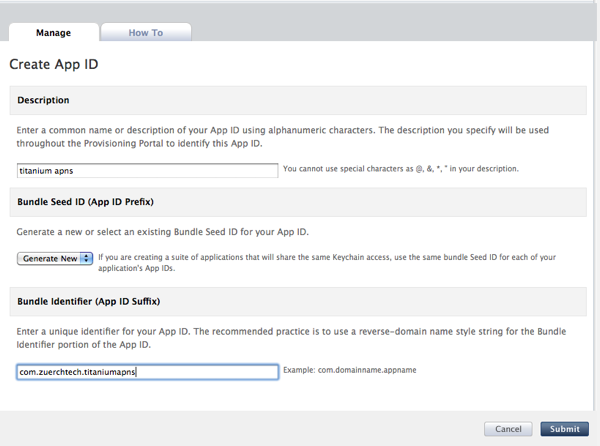 Manage How To
Create App ID
Description
Enter a common name or description of your App ID using alphanumeric characters. The description you specify will be used
throughout the Provisioning Portal to identify this App ID.
titanium apns You cannot use special characters as @, &, *, " in your description.
Bundle Seed ID (App ID Prefix)
Generate a new or select an existing Bundle Seed ID for your App ID.
Generate New If you are creating a suite of applications that will share the same Keychain access, use the same bundle Seed ID for each of your
application's App IDs.
Bundle Identifier (App ID Suffix)
Enter a unique identifier for your App ID. The recommended practice is to use a reverse-domain name style string for the Bundle
Identifier portion of the App ID.
com.zuerchtech.titaniumapns Example: com.domainname.appname
Cancel Submit